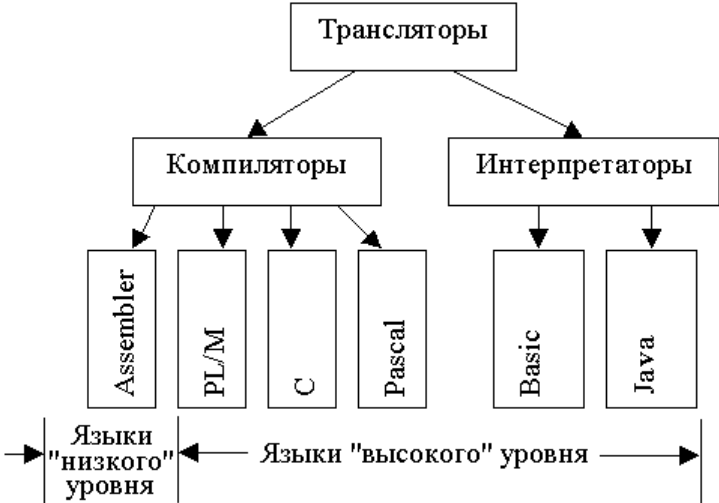 Трансляторы
Компиляторы
Интерпретаторы
Assembler
PL/M
C
Pascal
Basic
Java
Языки
"низкого"
уровня
Языки "высокого" уровня